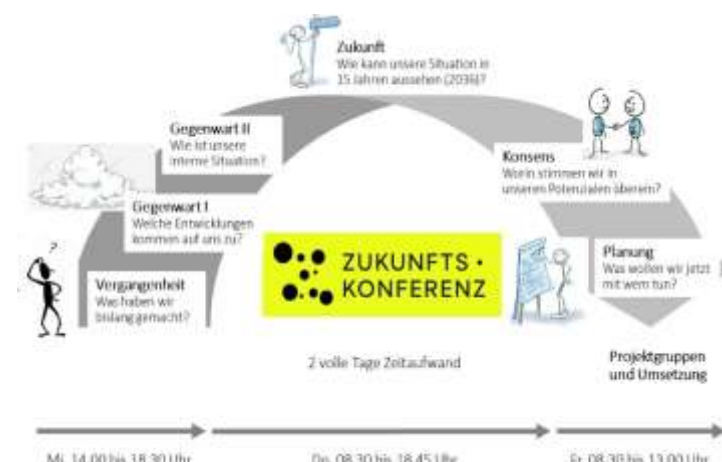 Zukunft
Wie kann unsere Situation in
15 Jahren aussehen (2036)?
Gegenwart II
Wie ist unsere
interne Situation?
Gegenwart I
Welche Entwicklungen
kommen auf uns zu?
?
Vergangenheit
Was haben wir
bislang gemacht?
Konsens
Worin stimmen wir in
unseren Potenzialen überein?
Planung
Was wollen wir jetzt
mit wem tun?
ZUKUNFTS •
KONFERENZ
2 volle Tage Zeitaufwand
Projektgruppen
und Umsetzung
Mi. 14.00 bis 18.30 Uhr
Do. 08.30 bis 18.45 Uhr
Fr. 08.30 bis 13.00 Uhr